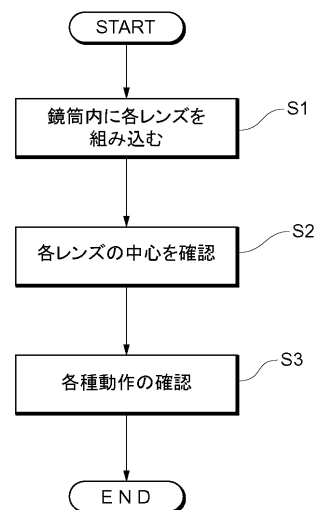 START
鏡筒内に各レンズを
組み込む
S1
各レンズの中心を確認
S2
各種動作の確認
S3
END